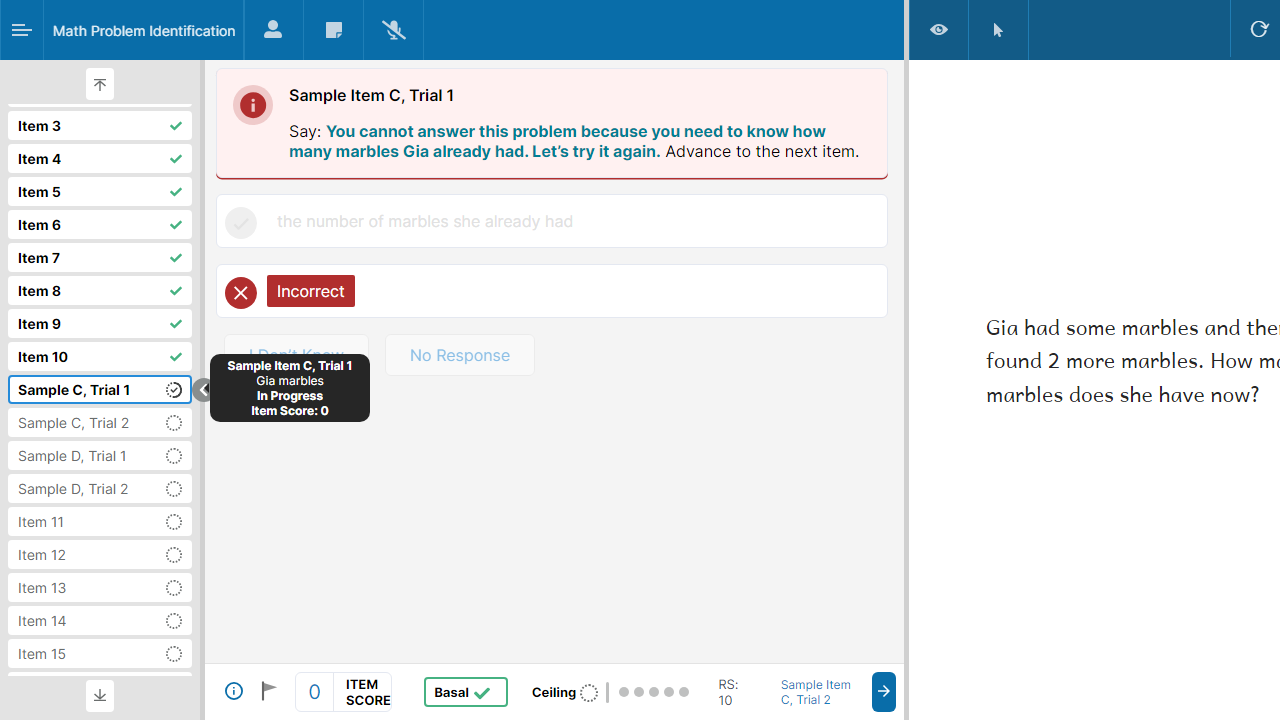 Math Problem Identification
Item 3
Item 4
Item 5
Item 6
Item 7
Item 8
Item 9
Item 10
Sample C, Trial 1
Sample C, Trial 2
Sample D, Trial 1
Sample D, Trial 2
Item 11
Item 12
Item 13
Item 14
Item 15
Sample Item C, Trial 1
Say: You cannot answer this problem because you need to know how
many marbles Gia already had. Let's try it again. Advance to the next item.
the number of marbles she already had
Incorrect
I Don't Know
No Response
Sample Item C, Trial 1
Gia marbles
In Progress
Item Score: 0
0
ITEM
SCORE
Basal
Ceiling
RS:
10
Sample Item
C, Trial 2
Gia had some marbles and the
found 2 more marbles. How m
marbles does she have now?